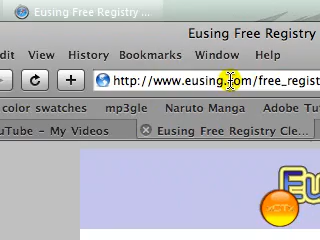 Eusing Free Registry ...
Eusing Free Registry
dit View History Bookmarks Window Help
http://www.eusing.com/free_regist
color swatches mp3gle Naruto Manga Adobe Tu
uTube - My Videos Eusing Free Registry Cle...
Eu